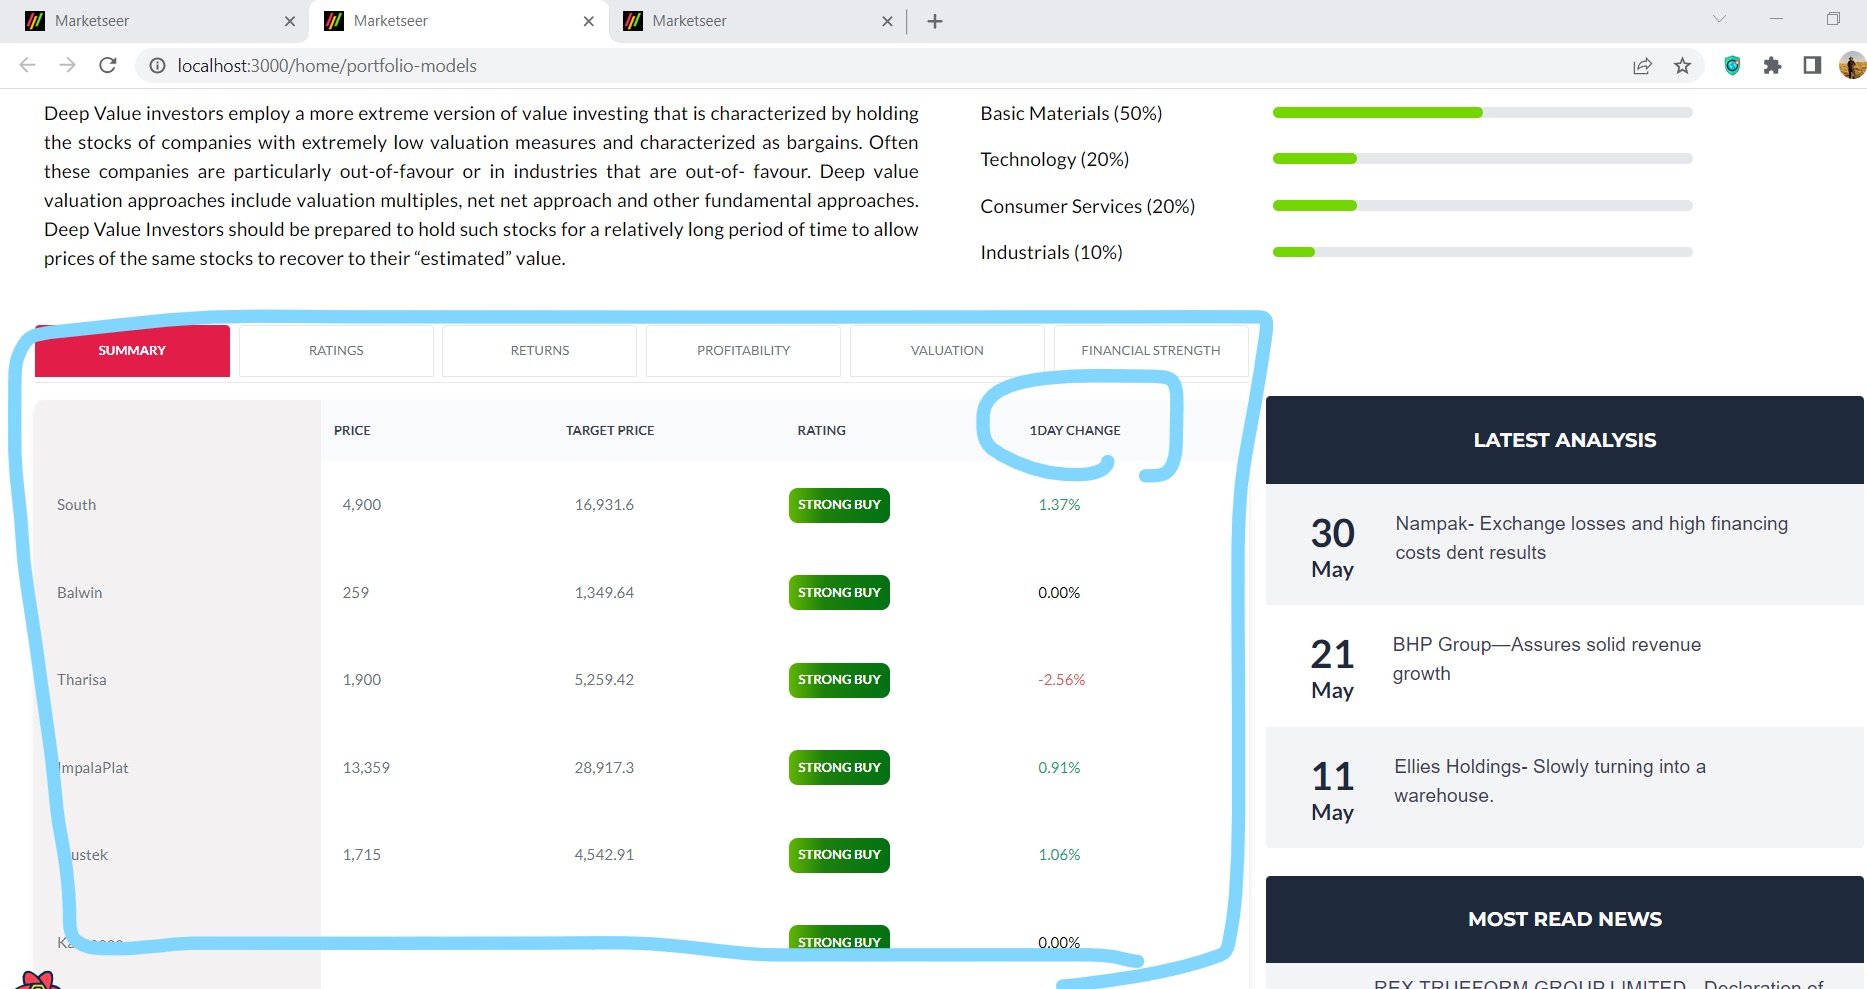 Marketseer
Marketseer
Marketseer
localhost:3000/home/portfolio-models
Deep Value investors employ a more extreme version of value investing that is characterized by holding
the stocks of companies with extremely low valuation measures and characterized as bargains. Often
these companies are particularly out-of-favour or in industries that are out-of- favour. Deep value
valuation approaches include valuation multiples, net net approach and other fundamental approaches.
Deep Value Investors should be prepared to hold such stocks for a relatively long period of time to allow
prices of the same stocks to recover to their “estimated” value.
Basic Materials (50%)
Technology (20%)
Consumer Services (20%)
Industrials (10%)
SUMMARY RATINGS RETURNS PROFITABILITY VALUATION FINANCIAL STRENGTH
PRICE TARGET PRICE RATING 1DAY CHANGE
South 4,900 16,931.6 STRONG BUY 1.37%
Balwin 259 1,349.64 STRONG BUY 0.00%
Tharisa 1,900 5,259.42 STRONG BUY -2.56%
ImpalaPlat 13,359 28,917.3 STRONG BUY 0.91%
ustek 1,715 4,542.91 STRONG BUY 1.06%
STRONG BUY 0.00%
LATEST ANALYSIS
30
May
Nampak- Exchange losses and high financing
costs dent results
21
May
BHP Group—Assures solid revenue
growth
11
May
Ellies Holdings- Slowly turning into a
warehouse.
MOST READ NEWS
REX TRUEFORM GROUP LIMITED - Declaration of